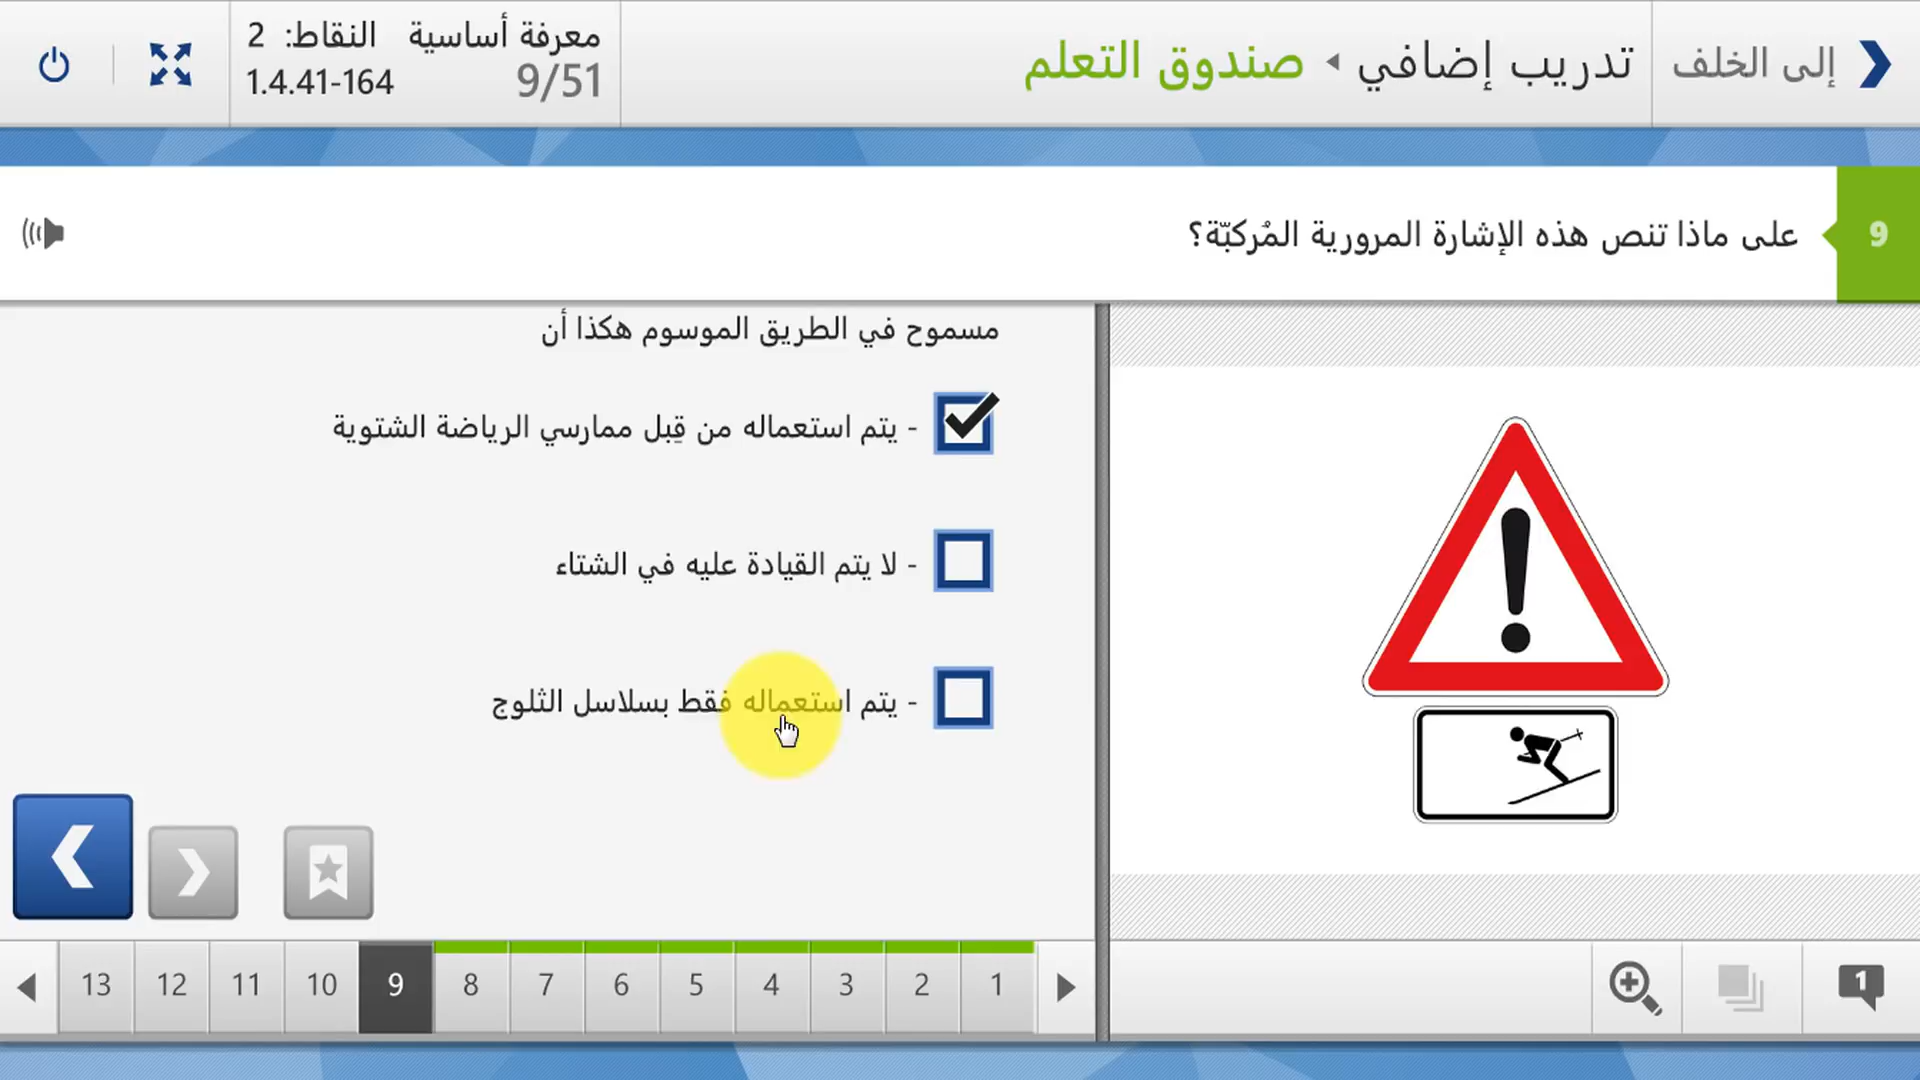 إلى الخلف
تدريب إضافي ◂ صندوق التعلم
معرفة أساسية النقاط: 2
9/51 1.4.41-164
9
على ماذا تنص هذه الإشارة المرورية المُركبّة؟
مسموح في الطريق الموسوم هكذا أن
- يتم استعماله من قِبل ممارسي الرياضة الشتوية
- لا يتم القيادة عليه في الشتاء
- يتم استعماله فقط بسلاسل الثلوج
1 2 3 4 5 6 7 8 9 10 11 12 13
1